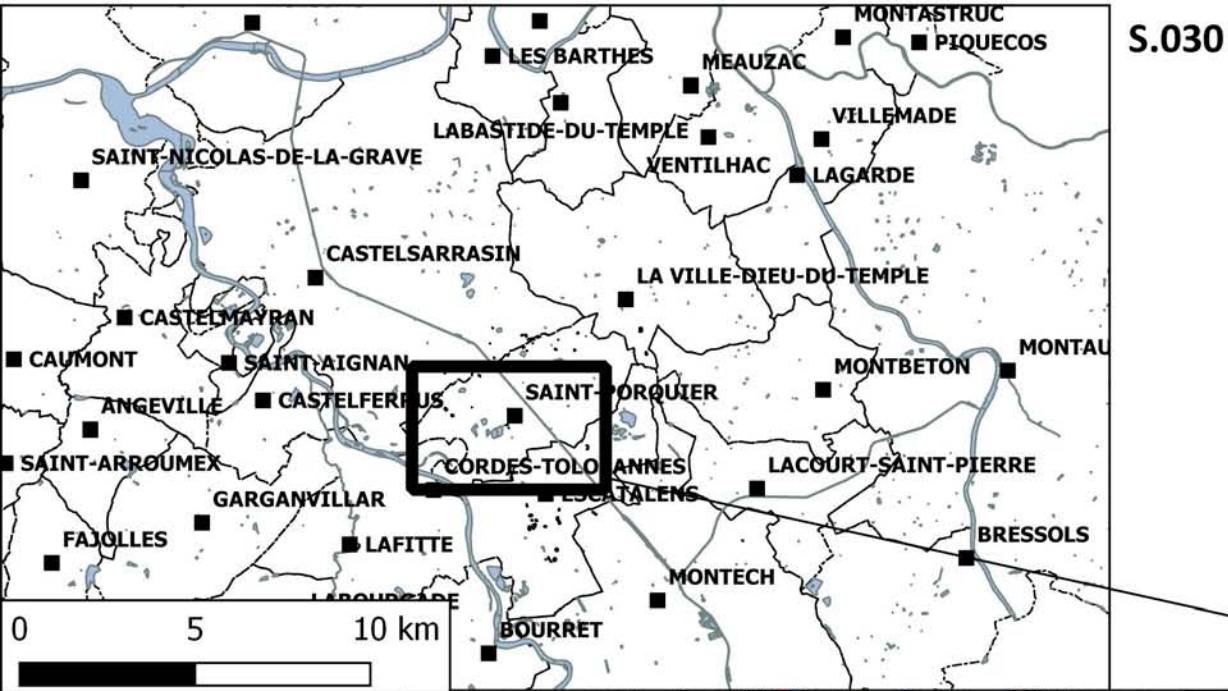 MONTASTRUC
S.030
PIQUECOS
LES BARTHES
MEAUZAC
VILLEMADE
LABASTIDE-DU-TEMPLE
SAINT-NICOLAS-DE-LA-GRAVE
VENTILHAC
LAGARDE
CASTELSARRASIN
LA VILLE-DIEU-DU-TEMPLE
CASTELMAYRAN
MONTAU
CAUMONT
SAINT-AIGNAN
MONTBETON
SAINT-PORQUIER
CASTELFERRUS
ANGEVILLE
SAINT-ARROUMEX
CORDES-TOLOSANNES
LACOURT-SAINT-PIERRE
ESCATALENS
GARGANVILLAR
FAJOLLES
LAFITTE
BRESSOLS
MONTECH
LABOURGADE
0 5 10 km
BOURRET